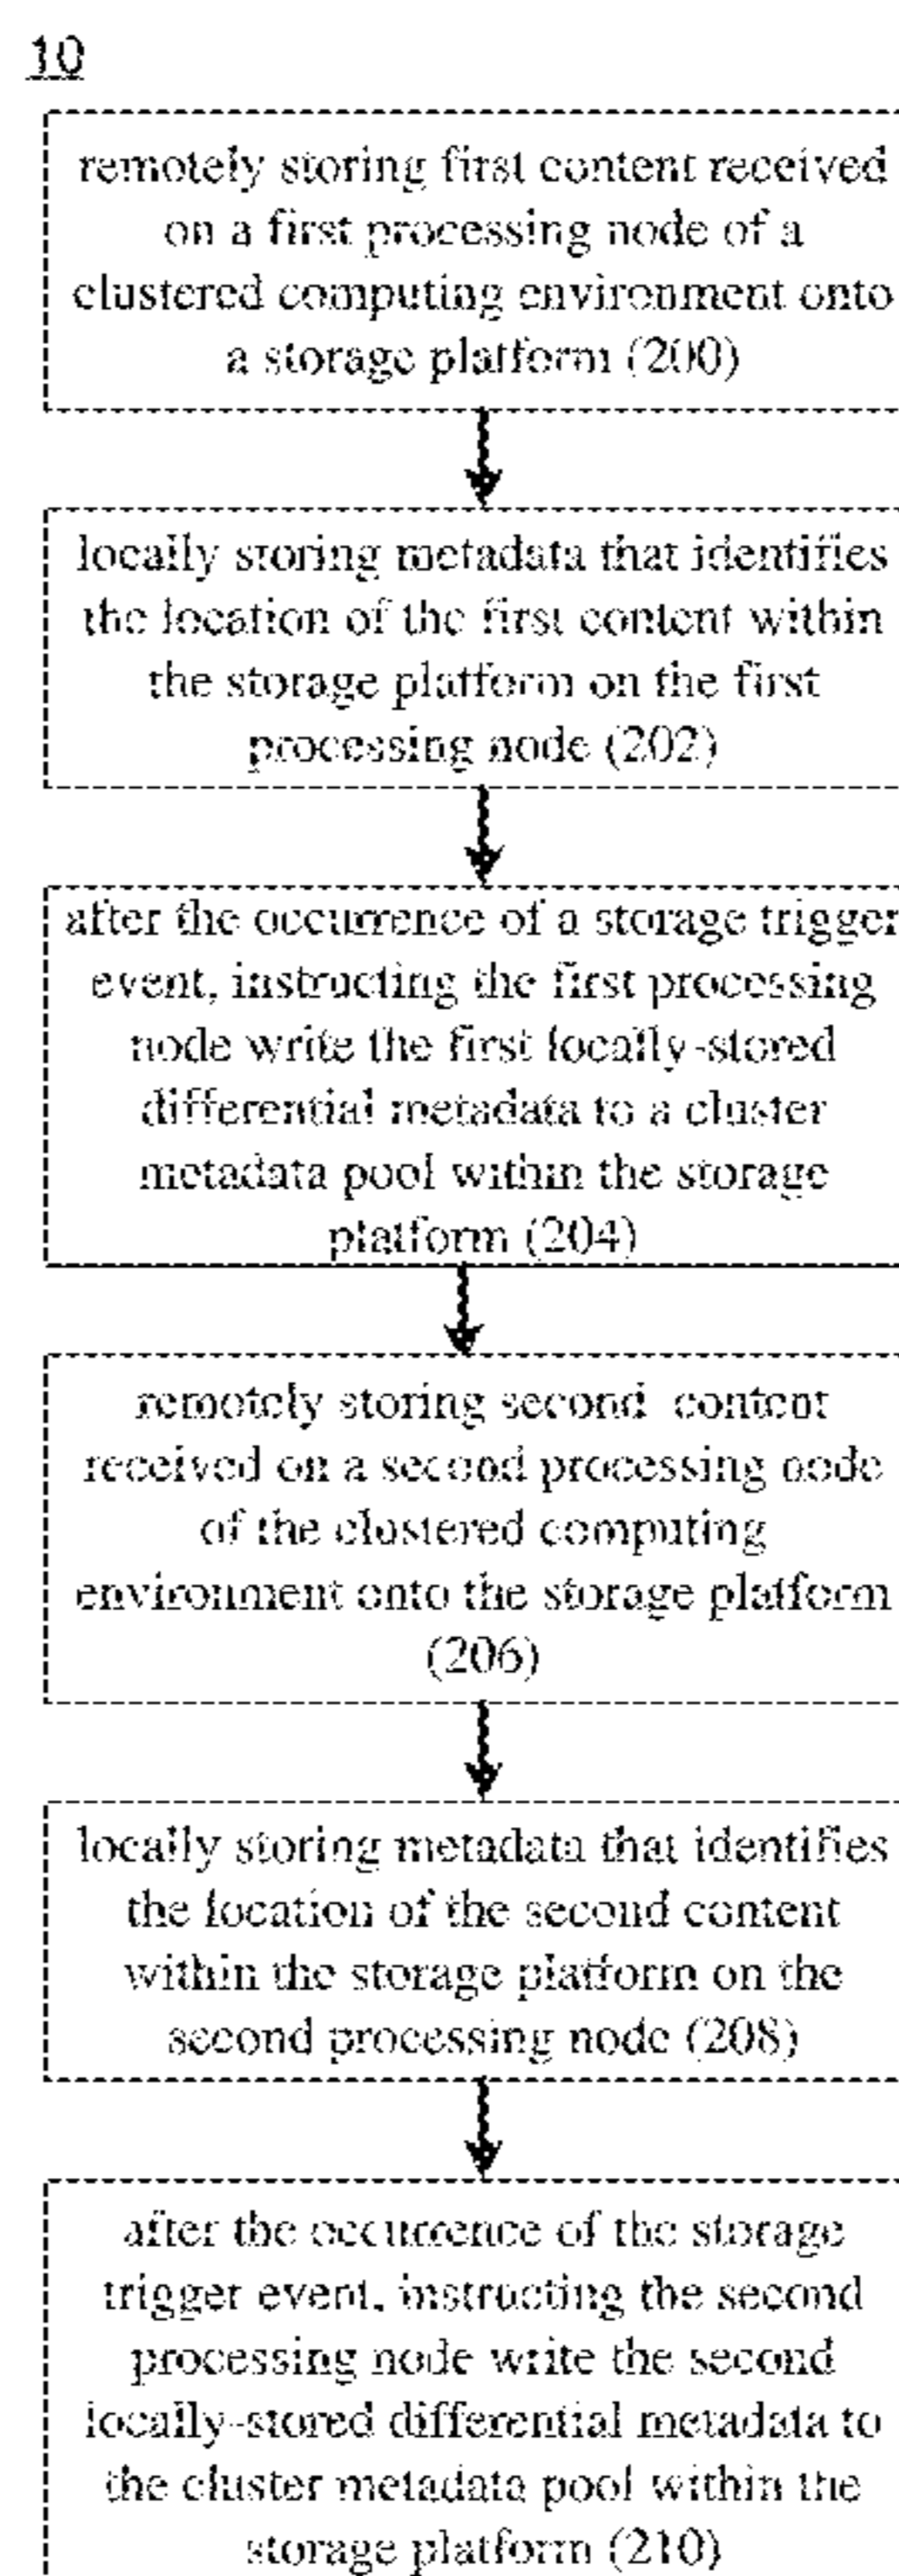 10
remotely storing first content received
on a first processing node of a
clustered computing environment onto
a storage platform (200)
locally storing metadata that identifies
the location of the first content within
the storage platform on the first
processing node (202)
after the occurrence of a storage trigger
event, instructing the first processing
node write the first locally-stored
differential metadata to a cluster
metadata pool within the storage
platform (204)
remotely storing second content
received on a second processing node
of the clustered computing
environment onto the storage platform
(206)
locally storing metadata that identifies
the location of the second content
within the storage platform on the
second processing node (208)
after the occurrence of the storage
trigger event, instructing the second
processing node write the second
locally-stored differential metadata to
the cluster metadata pool within the
storage platform (210)